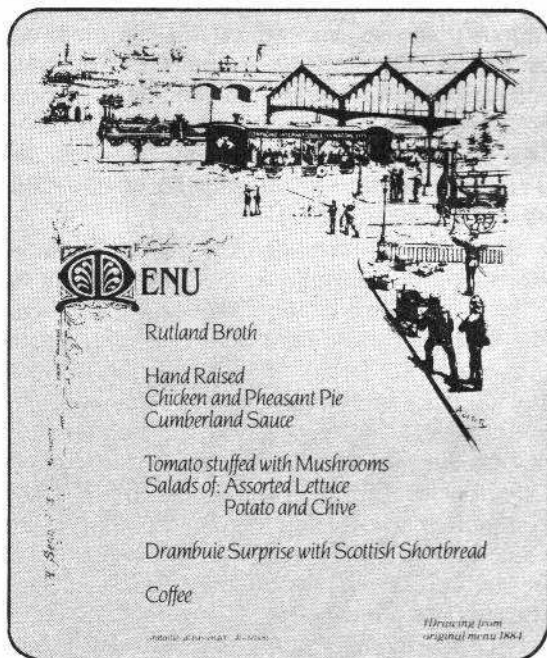 MENU
Rutland Broth
Hand Raised
Chicken and Pheasant Pie
Cumberland Sauce
Tomato stuffed with Mushrooms
Salads of: Assorted Lettuce
Potato and Chive
Drambuie Surprise with Scottish Shortbread
Coffee
Drawing from
original menu 1884